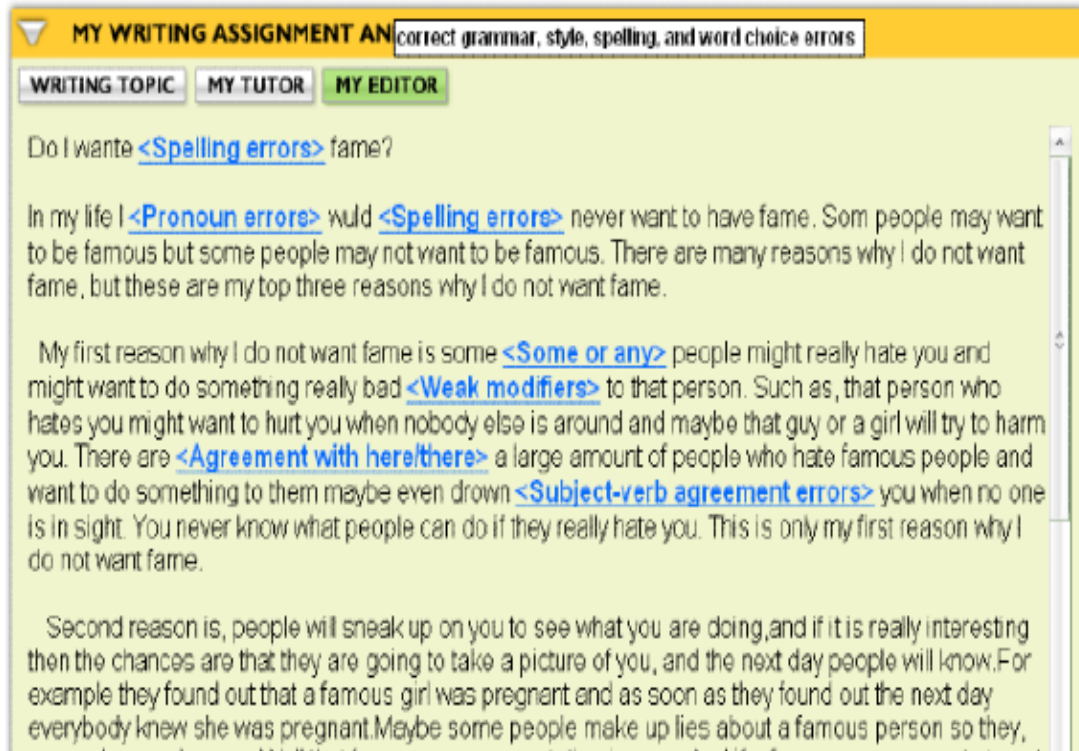 MY WRITING ASSIGNMENT AN
correct grammar, style, spelling, and word choice errors
WRITING TOPIC MY TUTOR MY EDITOR
Do I wante <Spelling errors> fame?
In my life I <Pronoun errors> wuld <Spelling errors> never want to have fame. Som people may want
to be famous but some people may not want to be famous. There are many reasons why I do not want
fame, but these are my top three reasons why I do not want fame.
My first reason why I do not want fame is some <Some or any> people might really hate you and
might want to do something really bad <Weak modifiers> to that person. Such as, that person who
hates you might want to hurt you when nobody else is around and maybe that guy or a girl will try to harm
you. There are <Agreement with here/there> a large amount of people who hate famous people and
want to do something to them maybe even drown <Subject-verb agreement errors> you when no one
is in sight. You never know what people can do if they really hate you. This is only my first reason why I
do not want fame.
Second reason is, people will sneak up on you to see what you are doing,and if it is really interesting
then the chances are that they are going to take a picture of you, and the next day people will know.For
example they found out that a famous girl was pregnant and as soon as they found out the next day
everybody knew she was pregnant.Maybe some people make up lies about a famous person so they,